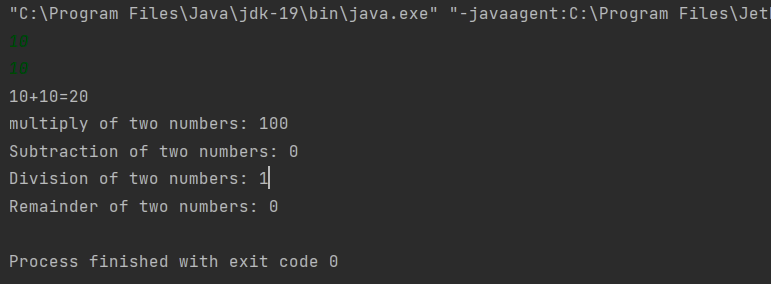 "C:\Program Files\Java\jdk-19\bin\java.exe" "-javaagent:C:\Program Files\Jet
10
10
10+10=20
multiply of two numbers: 100
Subtraction of two numbers: 0
Division of two numbers: 1
Remainder of two numbers: 0
Process finished with exit code 0